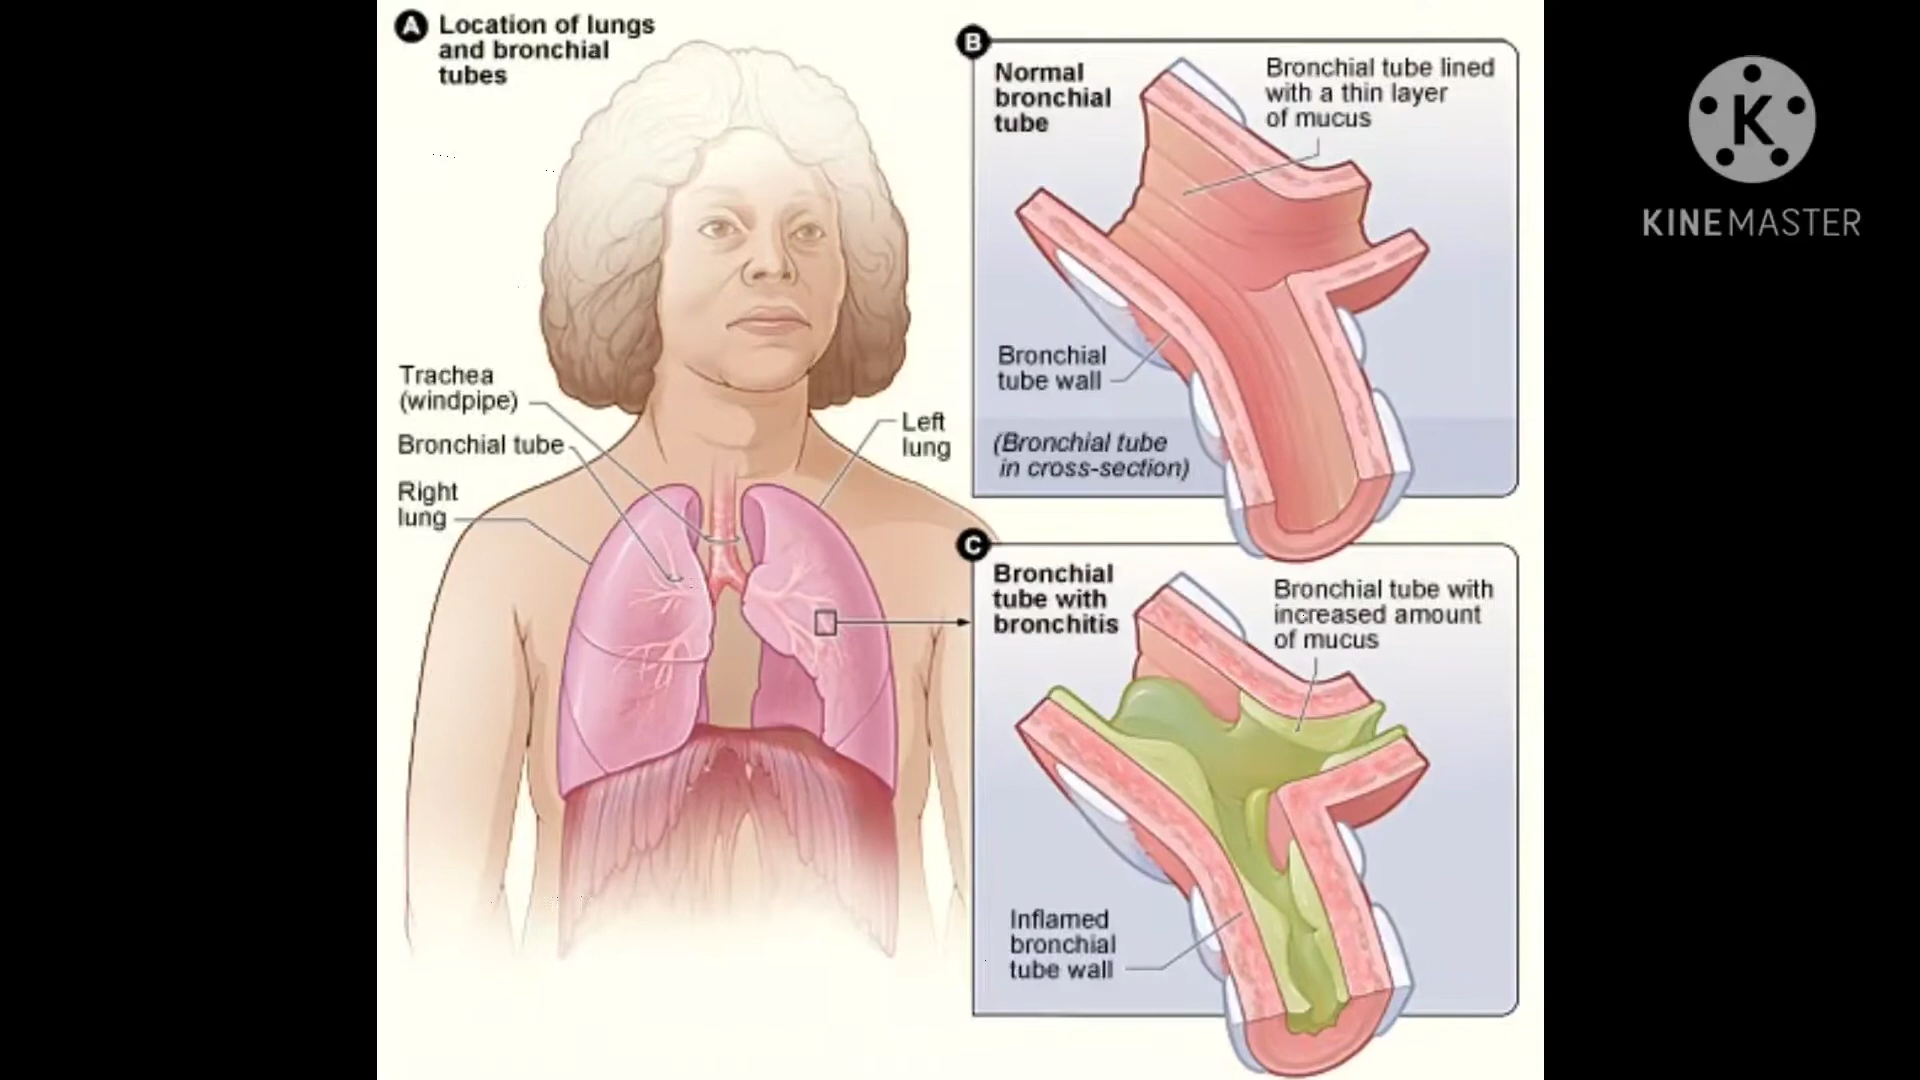 A Location of lungs
and bronchial
tubes
Trachea
(windpipe)
Bronchial tube
Right
lung
Left
lung
B
Normal
bronchial
tube
Bronchial tube lined
with a thin layer
of mucus
Bronchial
tube wall
(Bronchial tube
in cross-section)
C
Bronchial
tube with
bronchitis
Bronchial tube with
increased amount
of mucus
Inflamed
bronchial
tube wall
K
KINEMASTER